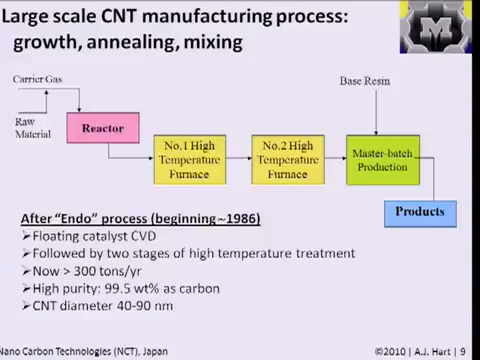 Large scale CNT manufacturing process:
growth, annealing, mixing
M
Carrier Gas
Base Resin
Raw
Material
Reactor
No.1 High
Temperature
Furnace
No.2 High
Temperature
Furnace
Master-batch
Production
Products
After "Endo" process (beginning~1986)
Floating catalyst CVD
Followed by two stages of high temperature treatment
Now > 300 tons/yr
High purity: 99.5 wt% as carbon
CNT diameter 40-90 nm
Nano Carbon Technologies (NCT), Japan
©2010 | A.J. Hart | 9